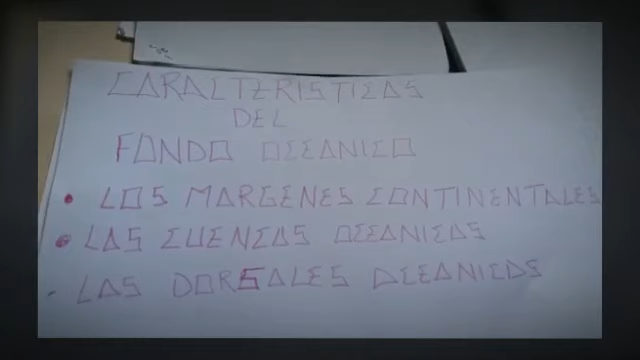 CARACTERISTICAS
DEL
FONDO OCEANICO
• LOS MARGENES CONTINENTALES
• LAS CUENCAS OCEANICAS
- LAS DORSALES OCEANICAS